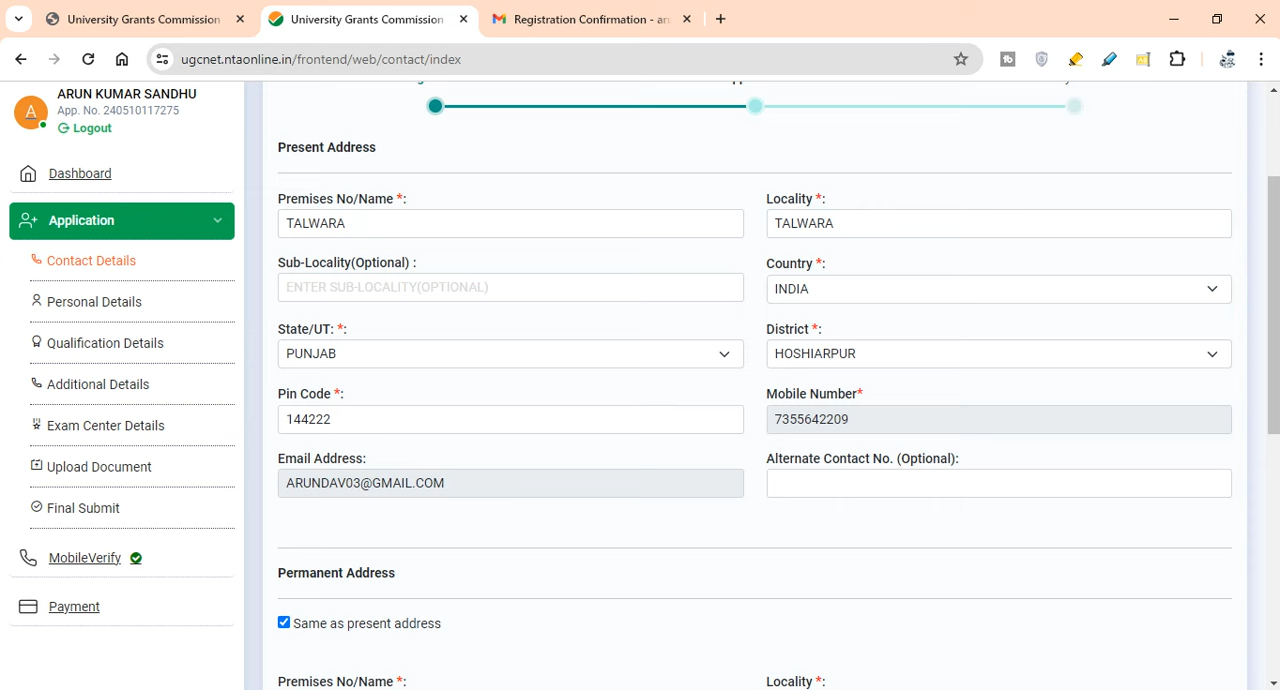 University Grants Commission
University Grants Commission
Registration Confirmation - an
ugcnet.ntaonline.in/frontend/web/contact/index
A
ARUN KUMAR SANDHU
App. No. 240510117275
Logout
Dashboard
Application
Contact Details
Personal Details
Qualification Details
Additional Details
Exam Center Details
Upload Document
Final Submit
MobileVerify
Payment
Present Address
Premises No/Name *:
Locality *:
TALWARA
TALWARA
Sub-Locality(Optional) :
Country *:
ENTER SUB-LOCALITY(OPTIONAL)
INDIA
State/UT: *:
District *:
PUNJAB
HOSHIARPUR
Pin Code *:
Mobile Number*
144222
7355642209
Email Address:
Alternate Contact No. (Optional):
ARUNDAV03@GMAIL.COM
Permanent Address
Same as present address
Premises No/Name *:
Locality *: